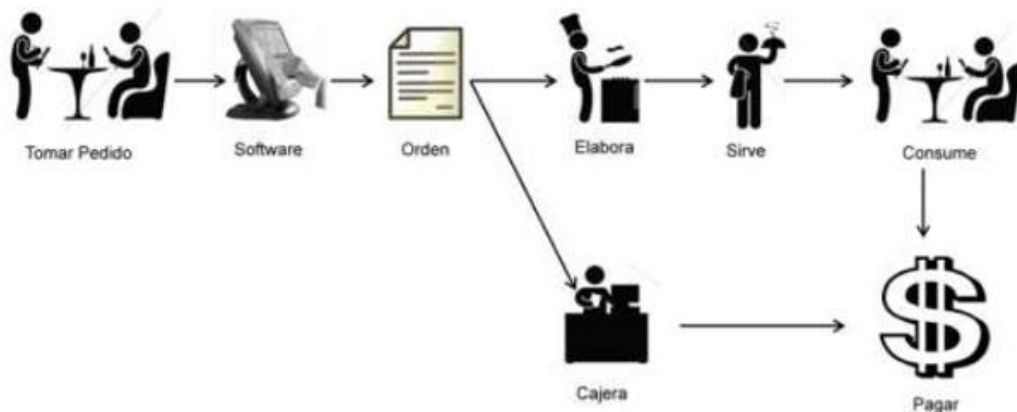 Tomar Pedido
Software
Orden
Elabora
Sirve
Consume
Cajera
Pagar